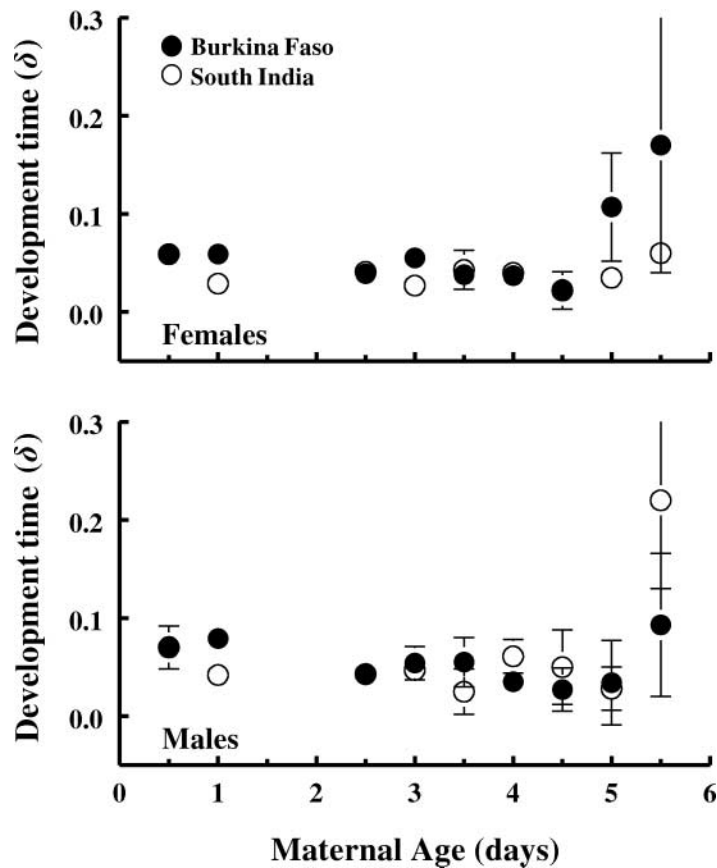 0.3
Burkina Faso
South India
0.2
0.1
0.0
Females
Development time (δ)
0.3
0.2
0.1
0.0
Males
Development time (δ)
0 1 2 3 4 5 6
Maternal Age (days)